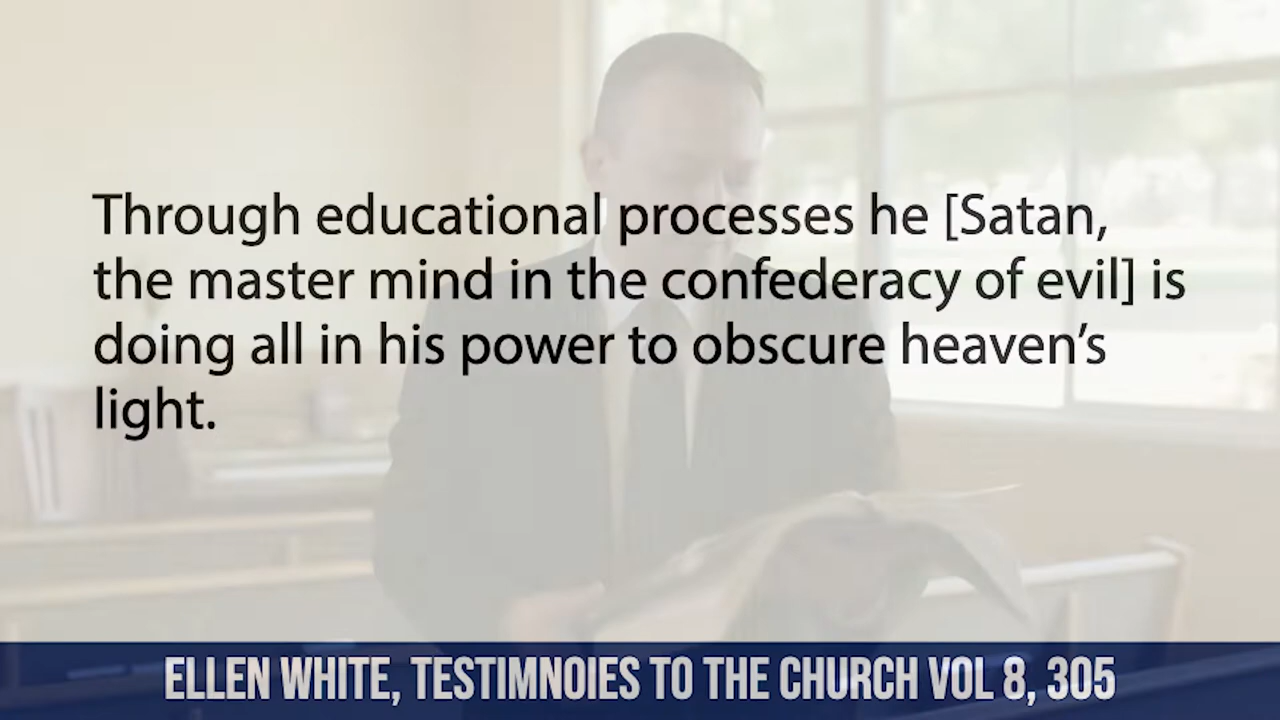 Through educational processes he [Satan,
the master mind in the confederacy of evil] is
doing all in his power to obscure heaven’s
light.
ELLEN WHITE, TESTIMNOIES TO THE CHURCH VOL 8, 305